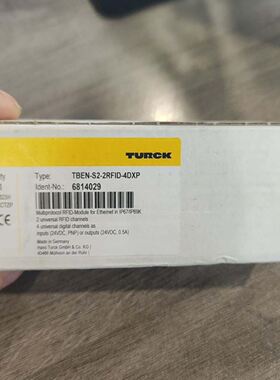 TURCK
Type: TBEN-S2-2RFID-4DXP
Ident-No.: 6814029
Multiprotocol RFID-Module for Ethernet in IP67/IP69K
2 universal RFID channels
4 universal digital channels as
inputs (24VDC, PNP) or outputs (24VDC, 0.5A)
Made in Germany
Hans Turck GmbH & Co. KG |
45466 Mülheim an der Ruhr |
CE